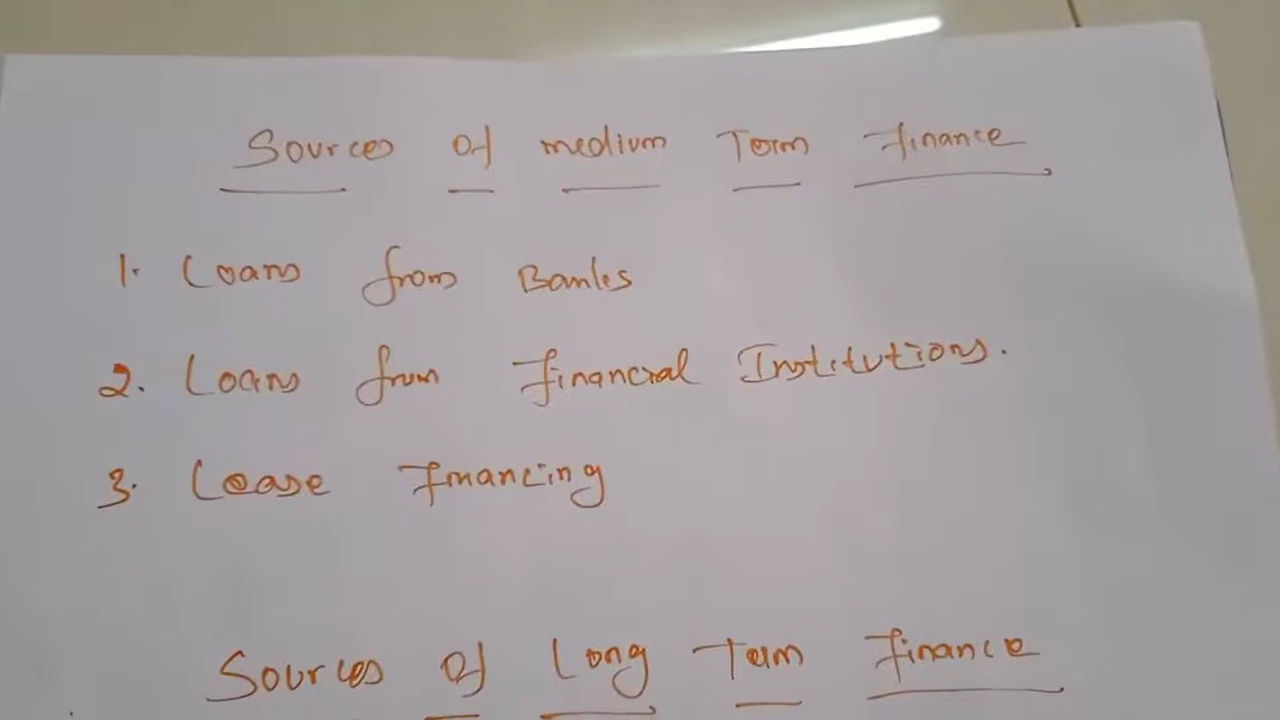 Sources of medium Term Finance
1. Loans from Banks
2. Loans from Financial Institutions.
3. Lease Financing
Sources of Long Term Finance